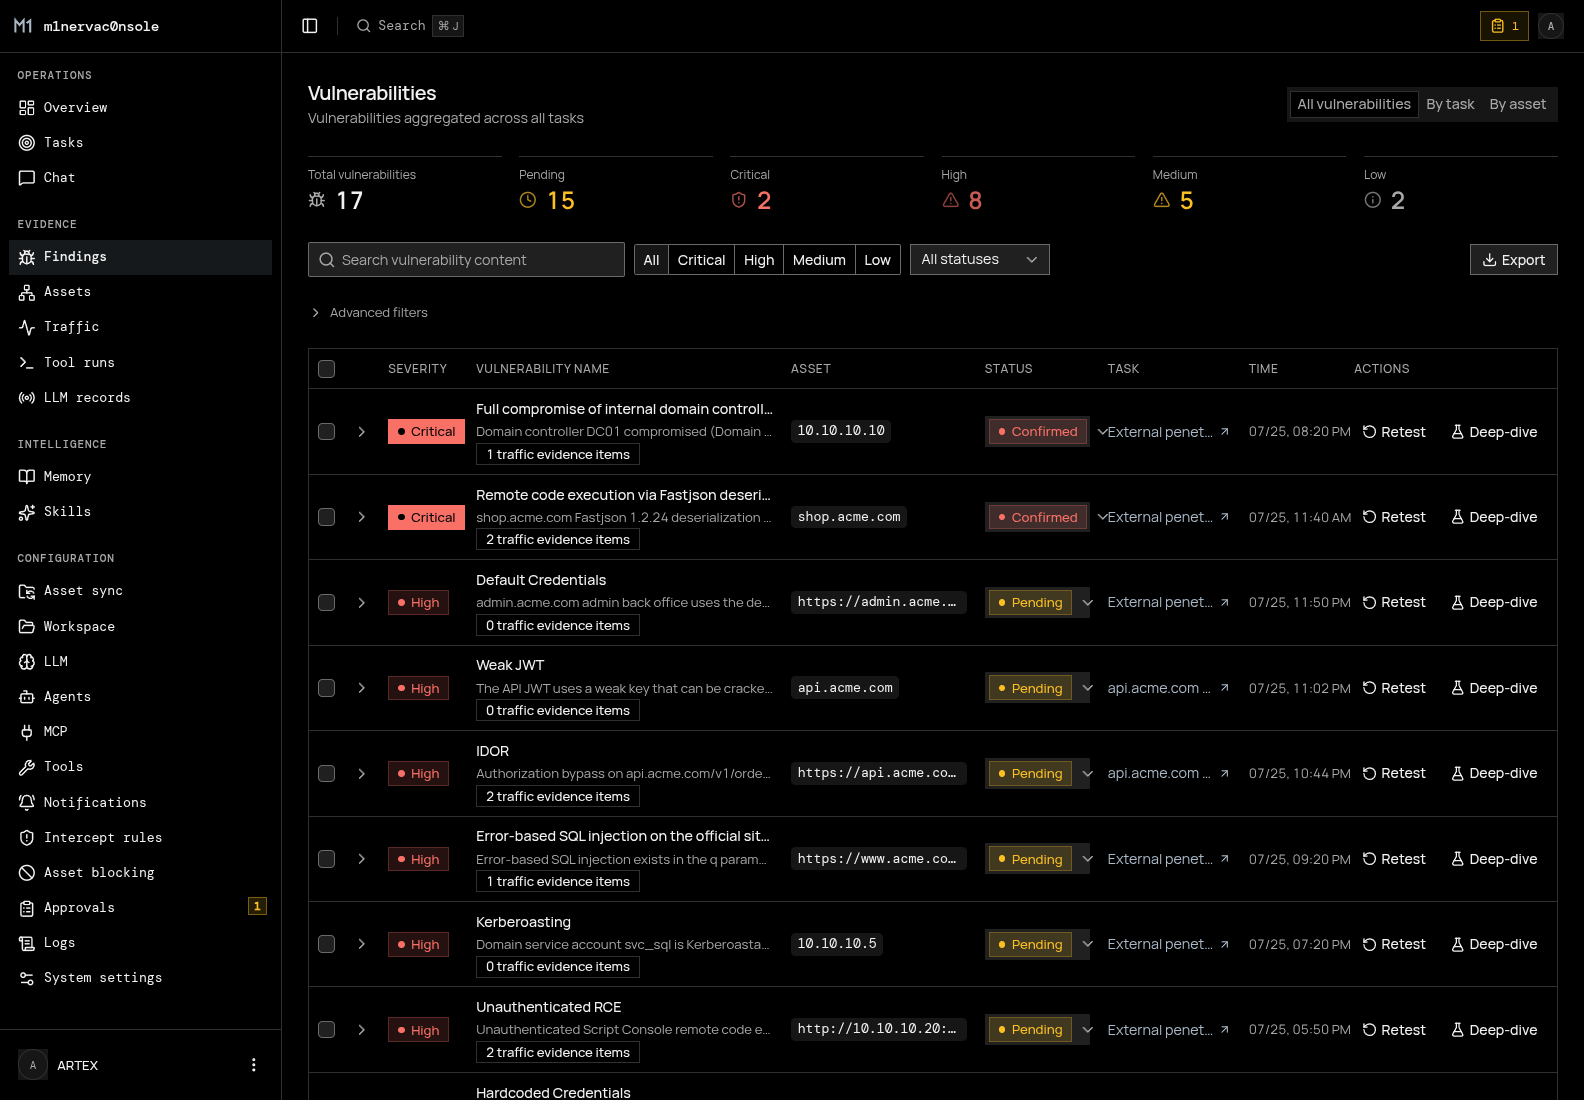 m1nervac0nsole
Search ⌘ J
1
A
OPERATIONS
Overview
Tasks
Chat
EVIDENCE
Findings
Assets
Traffic
Tool runs
LLM records
INTELLIGENCE
Memory
Skills
CONFIGURATION
Asset sync
Workspace
LLM
Agents
MCP
Tools
Notifications
Intercept rules
Asset blocking
Approvals 1
Logs
System settings
A ARTEX
Vulnerabilities
Vulnerabilities aggregated across all tasks
All vulnerabilities By task By asset
Total vulnerabilities
17
Pending
15
Critical
2
High
8
Medium
5
Low
2
Search vulnerability content
All Critical High Medium Low
All statuses
Export
Advanced filters
SEVERITY VULNERABILITY NAME ASSET STATUS TASK TIME ACTIONS
Full compromise of internal domain controll...
Critical Domain controller DC01 compromised (Domain ... 10.10.10.10 Confirmed External penet... 07/25, 08:20 PM Retest Deep-dive
1 traffic evidence items
Remote code execution via Fastjson deseri...
Critical shop.acme.com Fastjson 1.2.24 deserialization ... shop.acme.com Confirmed External penet... 07/25, 11:40 AM Retest Deep-dive
2 traffic evidence items
Default Credentials
High admin.acme.com admin back office uses the de... https://admin.acme.... Pending External penet... 07/25, 11:50 PM Retest Deep-dive
0 traffic evidence items
Weak JWT
High The API JWT uses a weak key that can be cracke... api.acme.com Pending api.acme.com ... 07/25, 11:02 PM Retest Deep-dive
0 traffic evidence items
IDOR
High Authorization bypass on api.acme.com/v1/orde... https://api.acme.co... Pending api.acme.com ... 07/25, 10:44 PM Retest Deep-dive
2 traffic evidence items
Error-based SQL injection on the official sit...
High Error-based SQL injection exists in the q param... https://www.acme.co... Pending External penet... 07/25, 09:20 PM Retest Deep-dive
1 traffic evidence items
Kerberoasting
High Domain service account svc_sql is Kerberoasta... 10.10.10.5 Pending External penet... 07/25, 07:20 PM Retest Deep-dive
0 traffic evidence items
Unauthenticated RCE
High Unauthenticated Script Console remote code e... http://10.10.10.20:... Pending External penet... 07/25, 05:50 PM Retest Deep-dive
2 traffic evidence items
Hardcoded Credentials